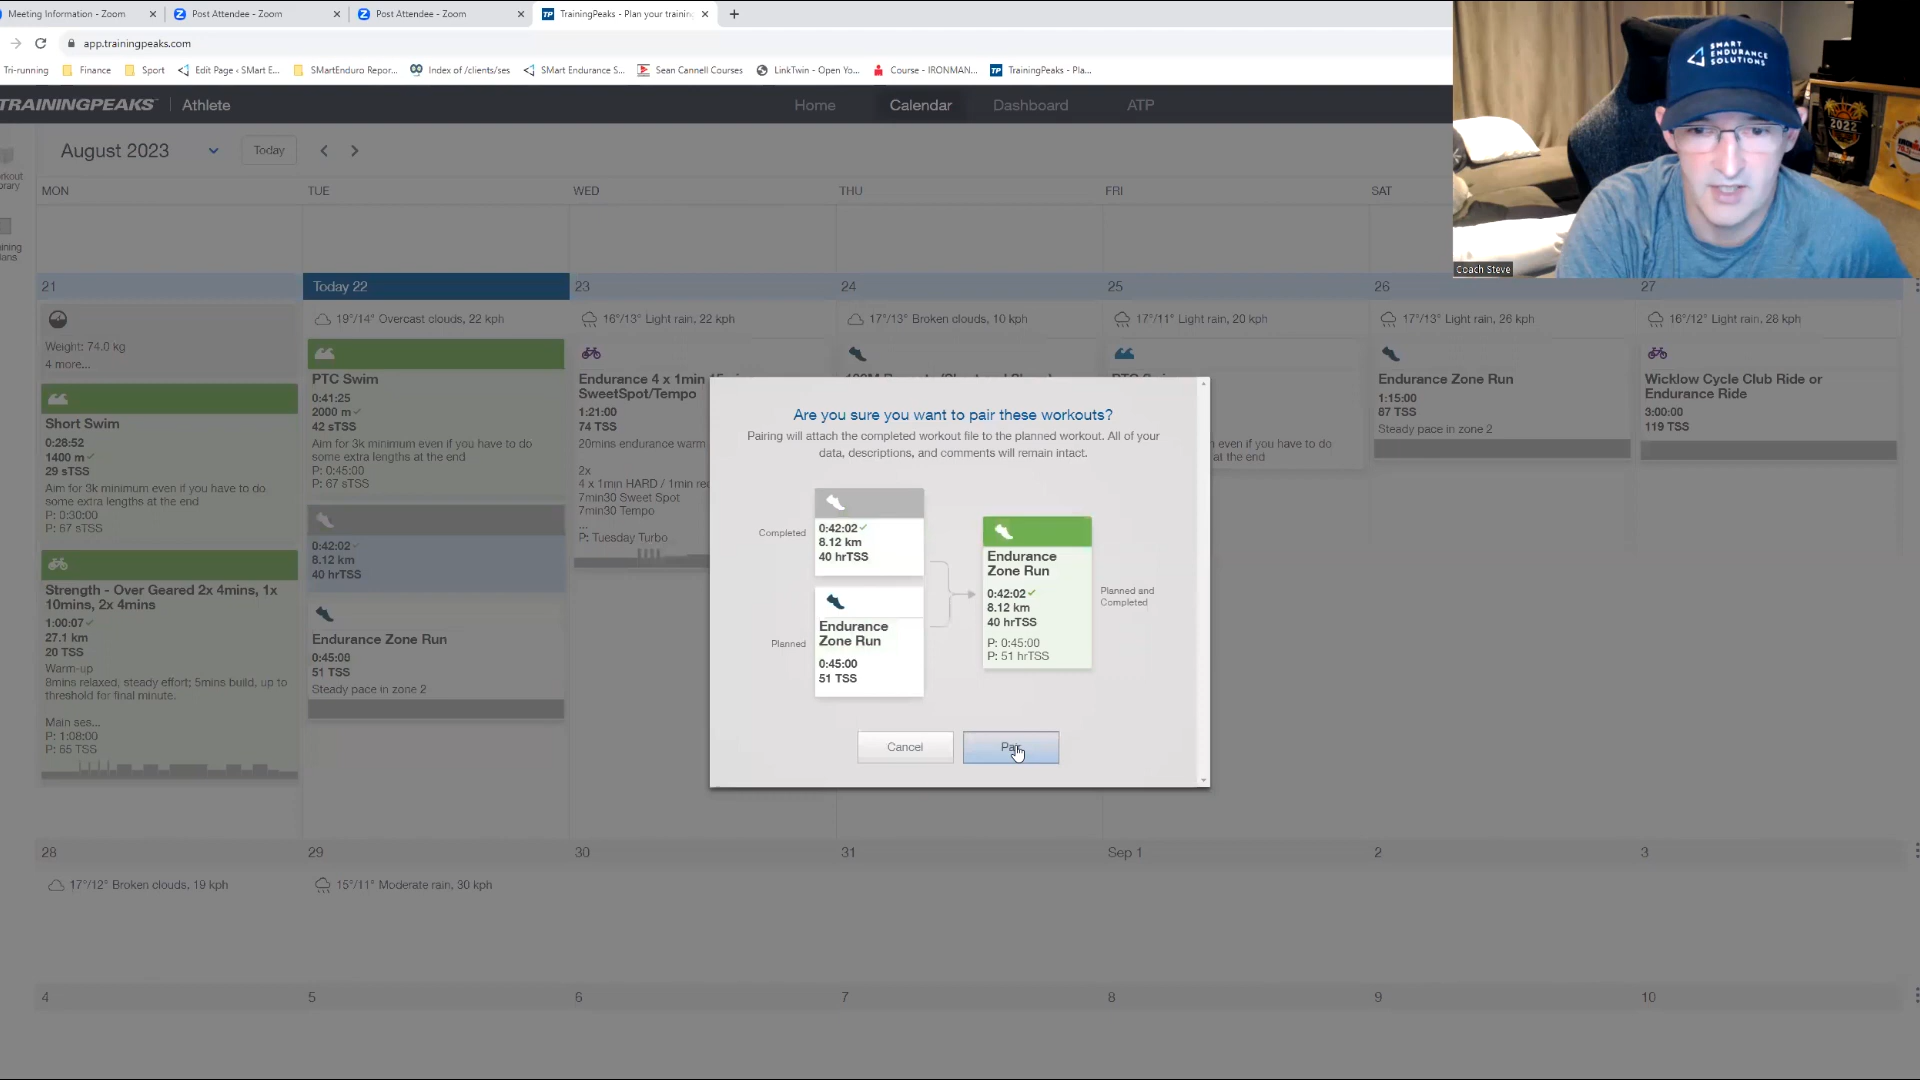 Meeting Information - Zoom
Post Attendee - Zoom
Post Attendee - Zoom
TrainingPeaks - Plan your trainin
app.trainingpeaks.com
Tri-running
Finance
Sport
Edit Page ‹ SMart E...
SMartEnduro Repor...
Index of /clients/ses
SMart Endurance S...
Sean Cannell Courses
LinkTwin - Open Yo...
Course - IRONMAN...
TrainingPeaks - Pla...
TRAININGPEAKS
Athlete
Home
Calendar
Dashboard
ATP
SMART
ENDURANCE
SOLUTIONS
2022
Coach Steve
August 2023
Today
MON
TUE
WED
THU
FRI
SAT
21
Today 22
23
24
25
26
27
Weight: 74.0 kg
4 more...
Short Swim
0:28:52
1400 m
29 sTSS
Aim for 3k minimum even if you have to do
some extra lengths at the end
P: 0:30:00
P: 67 sTSS
Strength - Over Geared 2x 4mins, 1x
10mins, 2x 4mins
1:00:07
27.1 km
20 TSS
Warm-up
8mins relaxed, steady effort; 5mins build, up to
threshold for final minute.
Main ses...
P: 1:08:00
P: 65 TSS
19°/14° Overcast clouds, 22 kph
PTC Swim
0:41:25
2000 m
42 sTSS
Aim for 3k minimum even if you have to do
some extra lengths at the end
P: 0:45:00
P: 67 sTSS
0:42:02
8.12 km
40 hrTSS
Endurance Zone Run
0:45:00
51 TSS
Steady pace in zone 2
16°/13° Light rain, 22 kph
Endurance 4 x 1min
SweetSpot/Tempo
1:21:00
74 TSS
20mins endurance warm
2x
4 x 1min HARD / 1min re
7min30 Sweet Spot
7min30 Tempo
...
P: Tuesday Turbo
17°/13° Broken clouds, 10 kph
17°/11° Light rain, 20 kph
even if you have to do
at the end
17°/13° Light rain, 26 kph
Endurance Zone Run
1:15:00
87 TSS
Steady pace in zone 2
16°/12° Light rain, 28 kph
Wicklow Cycle Club Ride or
Endurance Ride
3:00:00
119 TSS
Are you sure you want to pair these workouts?
Pairing will attach the completed workout file to the planned workout. All of your
data, descriptions, and comments will remain intact.
Completed
0:42:02
8.12 km
40 hrTSS
Planned
Endurance
Zone Run
0:45:00
51 TSS
Endurance
Zone Run
0:42:02
8.12 km
40 hrTSS
P: 0:45:00
P: 51 hrTSS
Planned and
Completed
Cancel
28
29
30
31
Sep 1
2
3
17°/12° Broken clouds, 19 kph
15°/11° Moderate rain, 30 kph
4
5
6
7
8
9
10